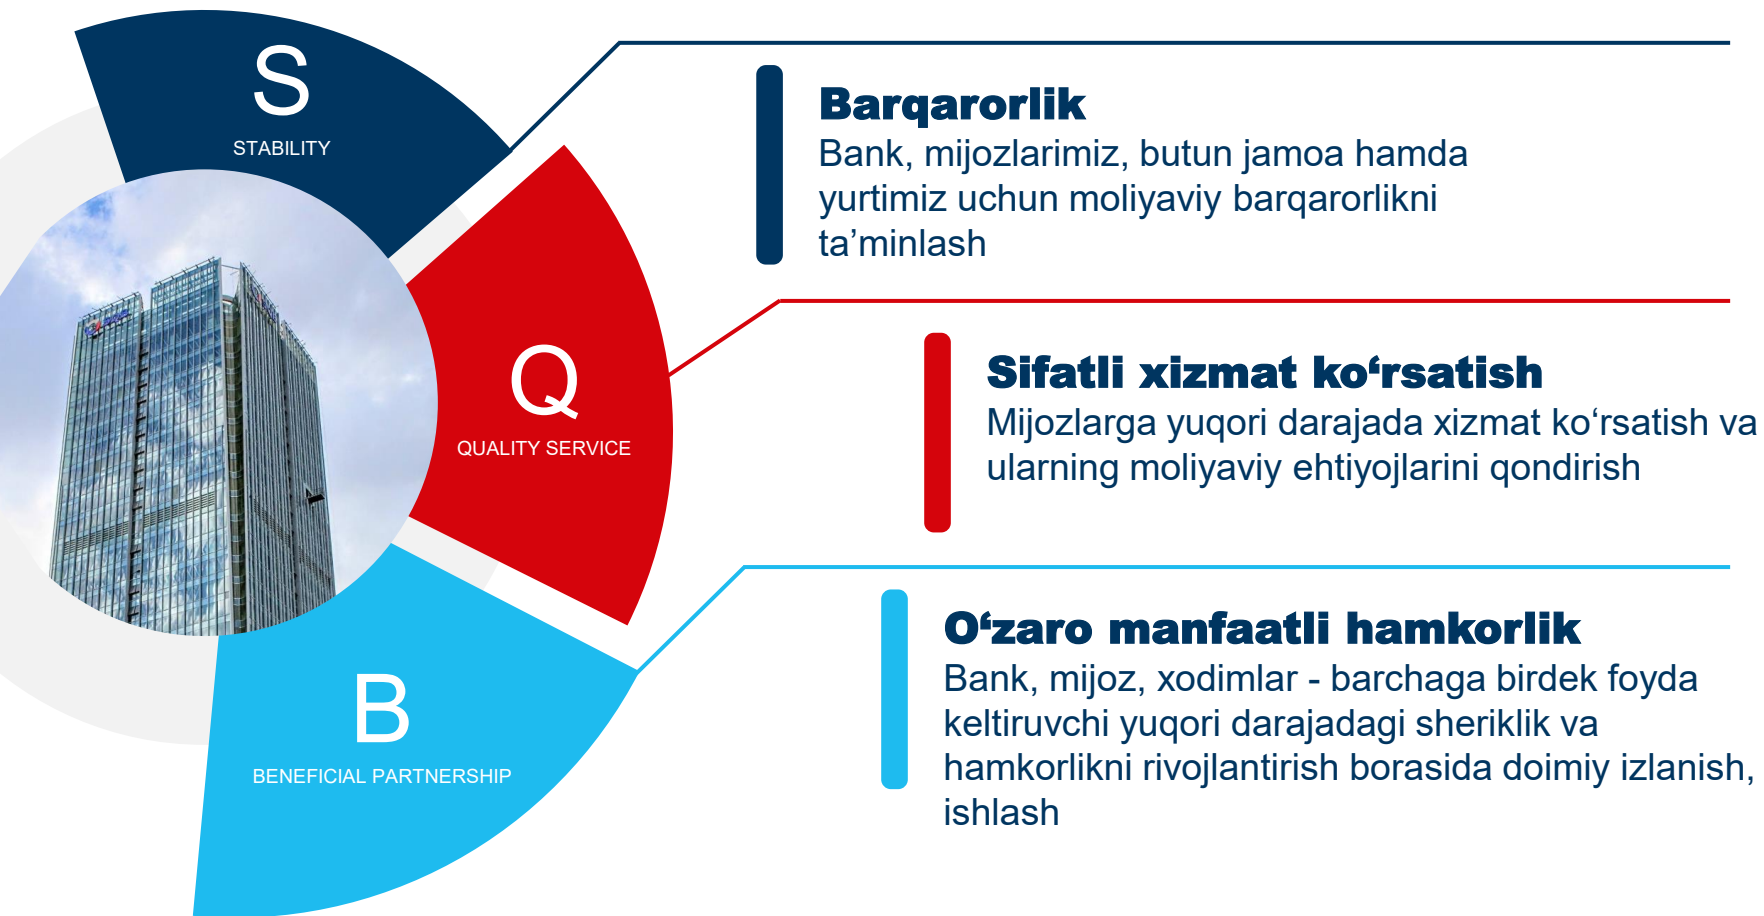 S
STABILITY
Barqarorlik
Bank, mijozlarimiz, butun jamoa hamda
yurtimiz uchun moliyaviy barqarorlikni
ta’minlash
Q
QUALITY SERVICE
Sifatli xizmat ko‘rsatish
Mijozlarga yuqori darajada xizmat ko‘rsatish va
ularning moliyaviy ehtiyojlarini qondirish
B
BENEFICIAL PARTNERSHIP
O‘zaro manfaatli hamkorlik
Bank, mijoz, xodimlar - barchaga birdek foyda
keltiruvchi yuqori darajadagi sheriklik va
hamkorlikni rivojlantirish borasida doimiy izlanish,
ishlash